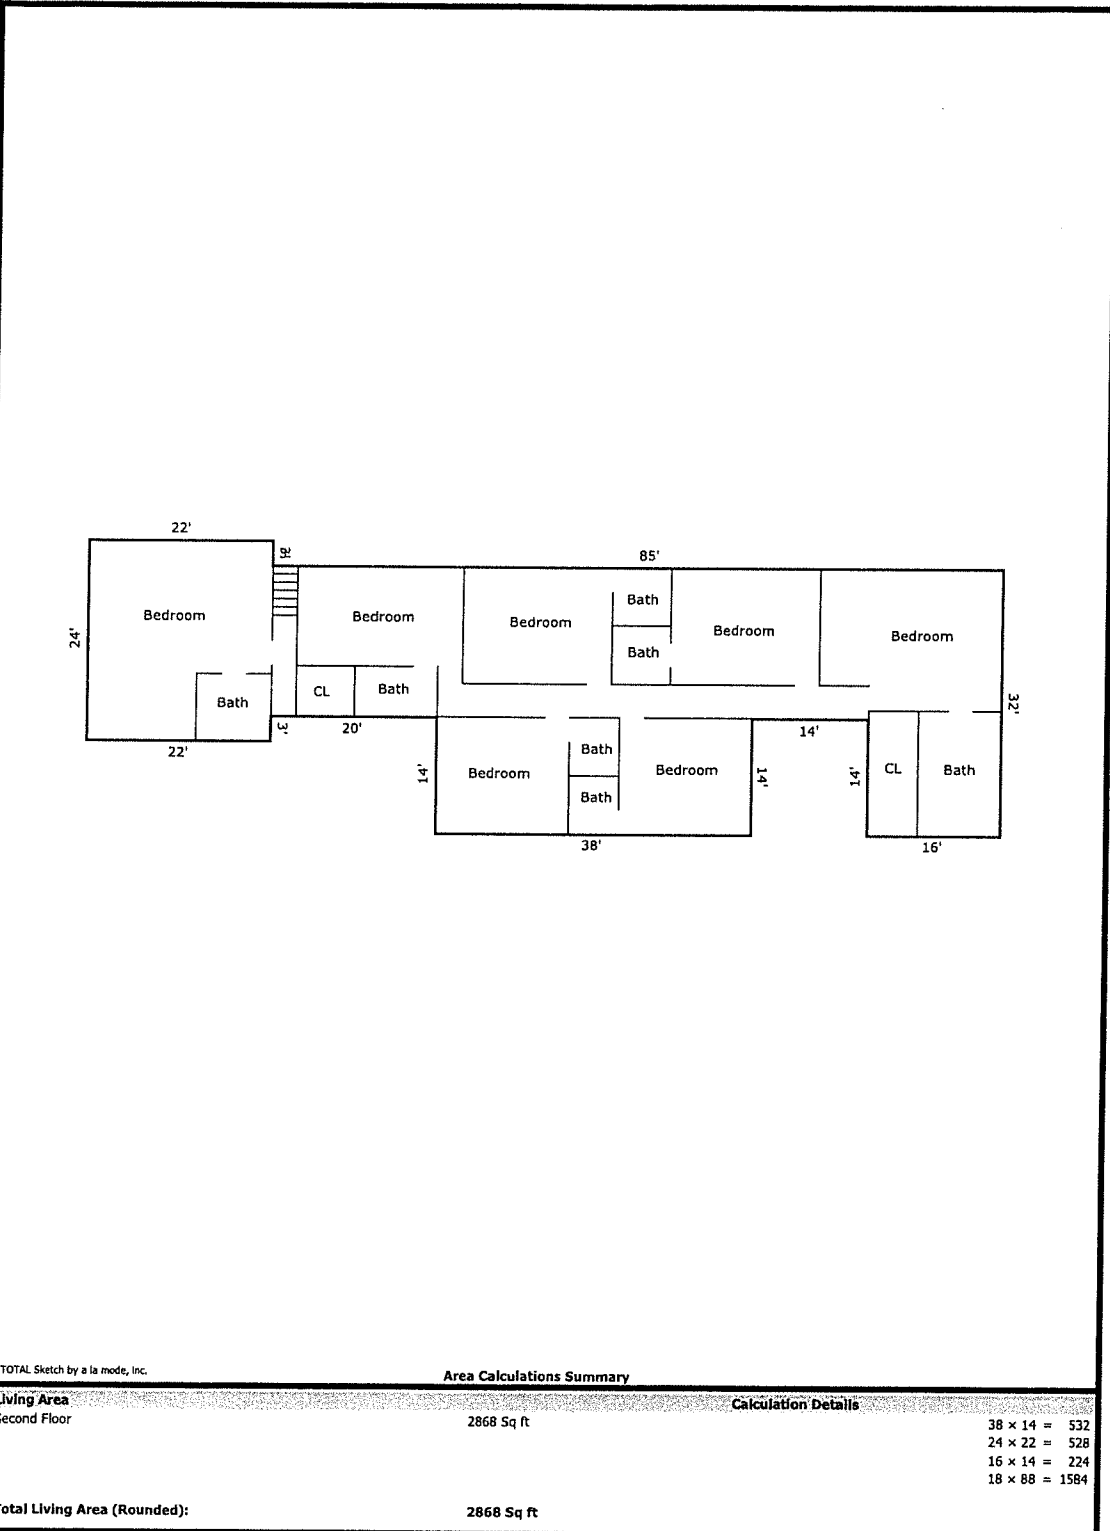 22'
85'
Bedroom
24'
Bedroom
Bedroom
Bath
Bath
Bedroom
Bedroom
Bath
CL
Bath
3'
20'
22'
14'
32'
Bedroom
Bath
Bath
Bedroom
14'
14'
CL
Bath
14'
38'
16'
TOTAL Sketch by a la mode, inc.
Area Calculations Summary
Living Area
Calculation Details
Second Floor
2868 Sq ft
38 × 14 = 532
24 × 22 = 528
16 × 14 = 224
18 × 88 = 1584
Total Living Area (Rounded):
2868 Sq ft